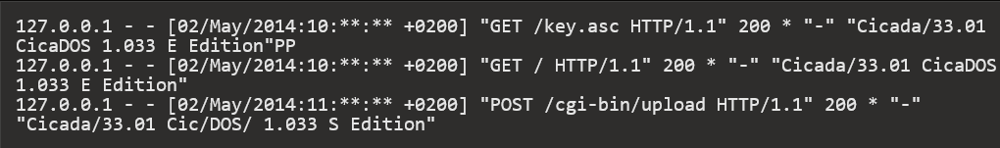 127.0.0.1 - - [02/May/2014:10:**:** +0200] "GET /key.asc HTTP/1.1" 200 * "-" "Cicada/33.01
CicaDOS 1.033 E Edition"PP
127.0.0.1 - - [02/May/2014:10:**:** +0200] "GET / HTTP/1.1" 200 * "-" "Cicada/33.01 CicaDOS
1.033 E Edition"
127.0.0.1 - - [02/May/2014:11:**:** +0200] "POST /cgi-bin/upload HTTP/1.1" 200 * "-"
"Cicada/33.01 Cic/DOS/ 1.033 S Edition"